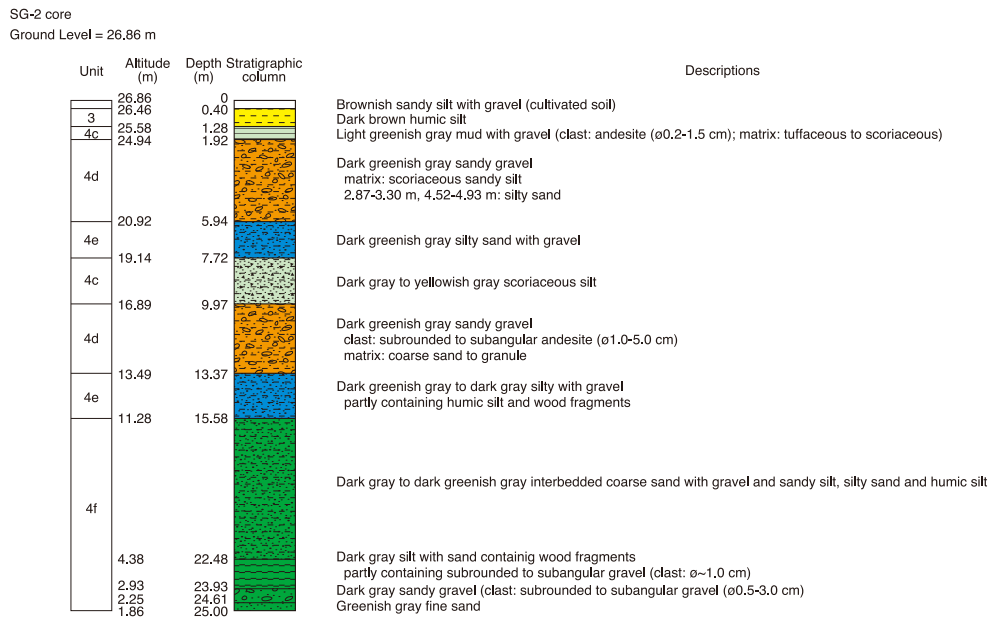 SG-2 core
Ground Level = 26.86 m
Unit Altitude (m) Depth (m) Stratigraphic column Descriptions
26.86 0
Brownish sandy silt with gravel (cultivated soil)
26.46 0.40
3 Dark brown humic silt
25.58 1.28
4c Light greenish gray mud with gravel (clast: andesite (ø0.2-1.5 cm); matrix: tuffaceous to scoriaceous)
24.94 1.92
Dark greenish gray sandy gravel
4d matrix: scoriaceous sandy silt
2.87-3.30 m, 4.52-4.93 m: silty sand
20.92 5.94
4e Dark greenish gray silty sand with gravel
19.14 7.72
4c Dark gray to yellowish gray scoriaceous silt
16.89 9.97
Dark greenish gray sandy gravel
4d clast: subrounded to subangular andesite (ø1.0-5.0 cm)
matrix: coarse sand to granule
13.49 13.37
Dark greenish gray to dark gray silty with gravel
4e partly containing humic silt and wood fragments
11.28 15.58
Dark gray to dark greenish gray interbedded coarse sand with gravel and sandy silt, silty sand and humic silt
4f
4.38 22.48 Dark gray silt with sand containig wood fragments
partly containing subrounded to subangular gravel (clast: ø~1.0 cm)
2.93 23.93 Dark gray sandy gravel (clast: subrounded to subangular gravel (ø0.5-3.0 cm)
2.25 24.61 Greenish gray fine sand
1.86 25.00